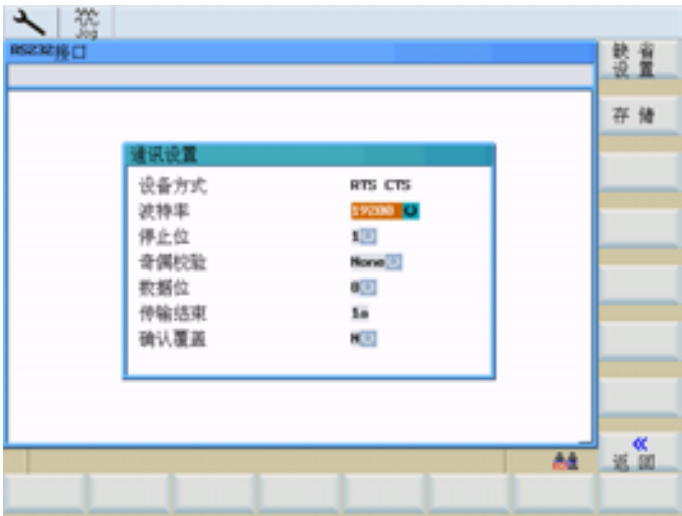 Jog
RS232接口
缺省
设置
存储
通讯设置
设备方式 RTS CTS
波特率 19200
停止位 1
奇偶校验 None
数据位 8
传输结束 1a
确认覆盖 N
返回